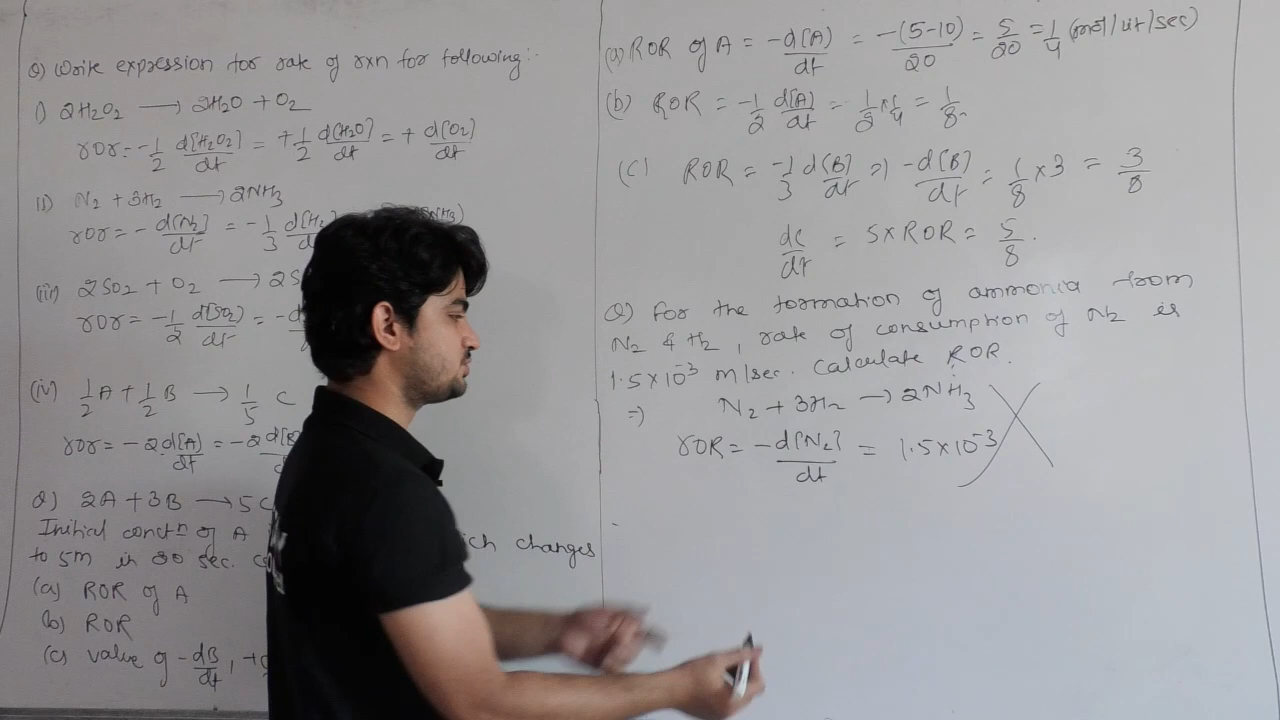 Q) Write expression for rate of rxn for following:-
i) 2H₂O₂ ⟶ 2H₂O + O₂
ror = -1/2 d[H₂O₂]/dt = +1/2 d[H₂O]/dt = + d[O₂]/dt
ii) N₂ + 3H₂ ⟶ 2NH₃
ror = - d[N₂]/dt = -1/3 d[H₂
(iii) 2SO₂ + O₂ ⟶ 2S
ror = -1/2 d[SO₂]/dt = -d
(iv) 1/2 A + 1/2 B ⟶ 1/5 C
ror = -2 d[A]/dt = -2 d[B
Q) 2A + 3B ⟶ 5C
Initial conctn of A ich changes
to 5m in 20 sec.
(a) ROR of A
(b) ROR
(c) value of -dB/dt, +
(a) ROR of A = -d[A]/dt = -(5-10)/20 = 5/20 = 1/4 (mol/lit/sec)
(b) ROR = -1/2 d[A]/dt = 1/2 × 1/4 = 1/8.
(c) ROR = -1/3 d[B]/dt ⇒ -d[B]/dt = 1/8 × 3 = 3/8
dc/dt = 5×ROR = 5/8.
Q) For the formation of ammonia from
N₂ & H₂, rate of consumption of N₂ is
1.5×10⁻³ m/sec. Calculate ROR.
⇒) N₂ + 3H₂ ⟶ 2NH₃
ROR = -d[N₂]/dt = 1.5×10⁻³